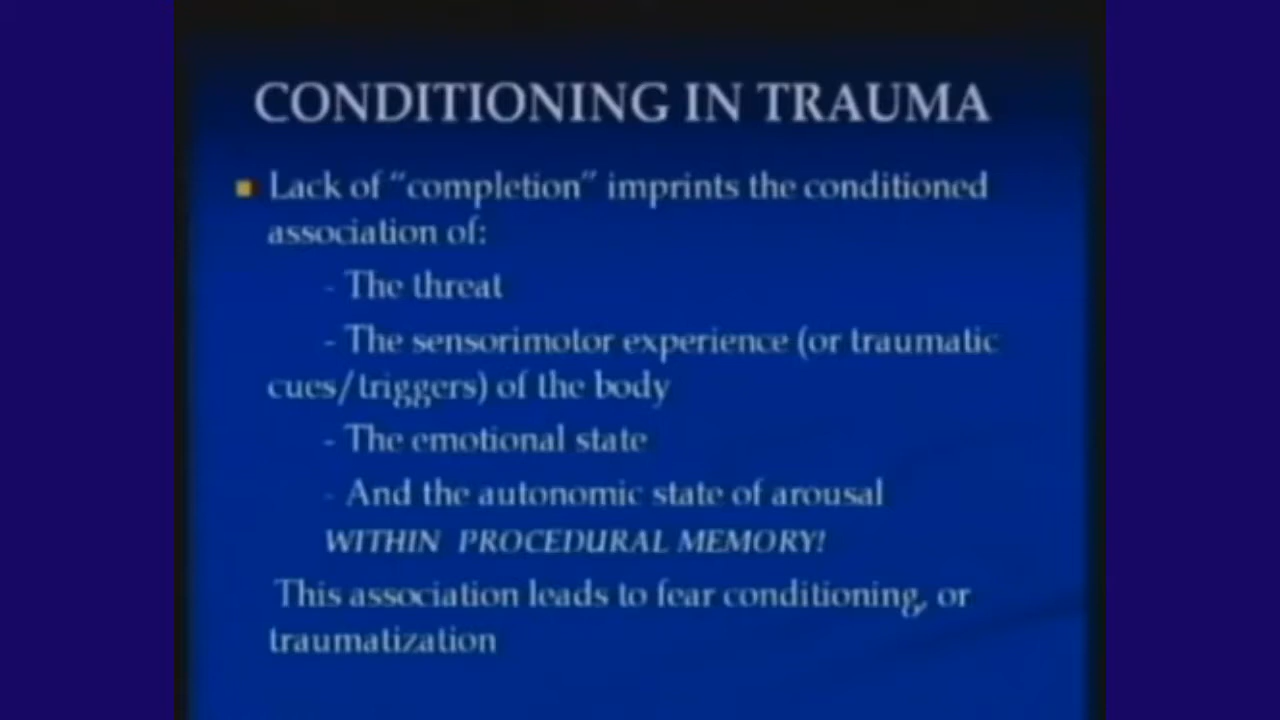 CONDITIONING IN TRAUMA
Lack of “completion” imprints the conditioned
association of:
- The threat
- The sensorimotor experience (or traumatic
cues/triggers) of the body
- The emotional state
- And the autonomic state of arousal
WITHIN PROCEDURAL MEMORY!
This association leads to fear conditioning, or
traumatization